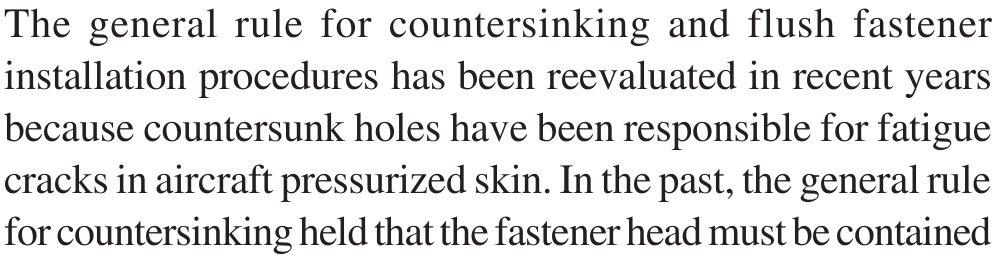 The general rule for countersinking and flush fastener
installation procedures has been reevaluated in recent years
because countersunk holes have been responsible for fatigue
cracks in aircraft pressurized skin. In the past, the general rule
for countersinking held that the fastener head must be contained